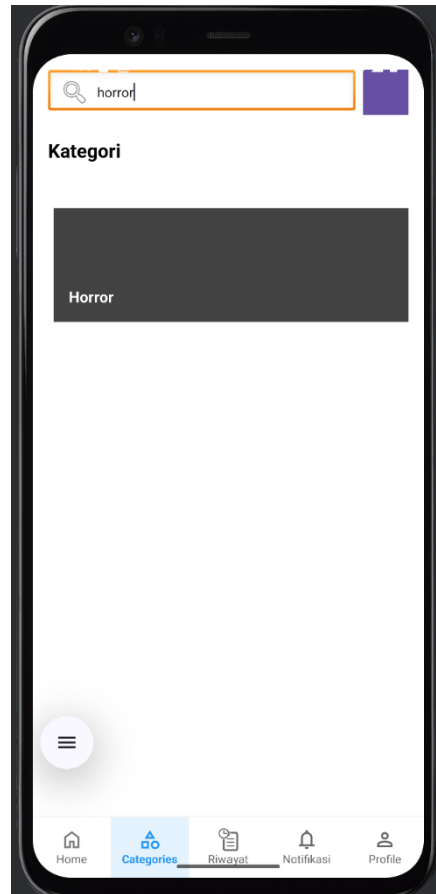 horror
Kategori
Horror
Home
Categories
Riwayat
Notifikasi
Profile